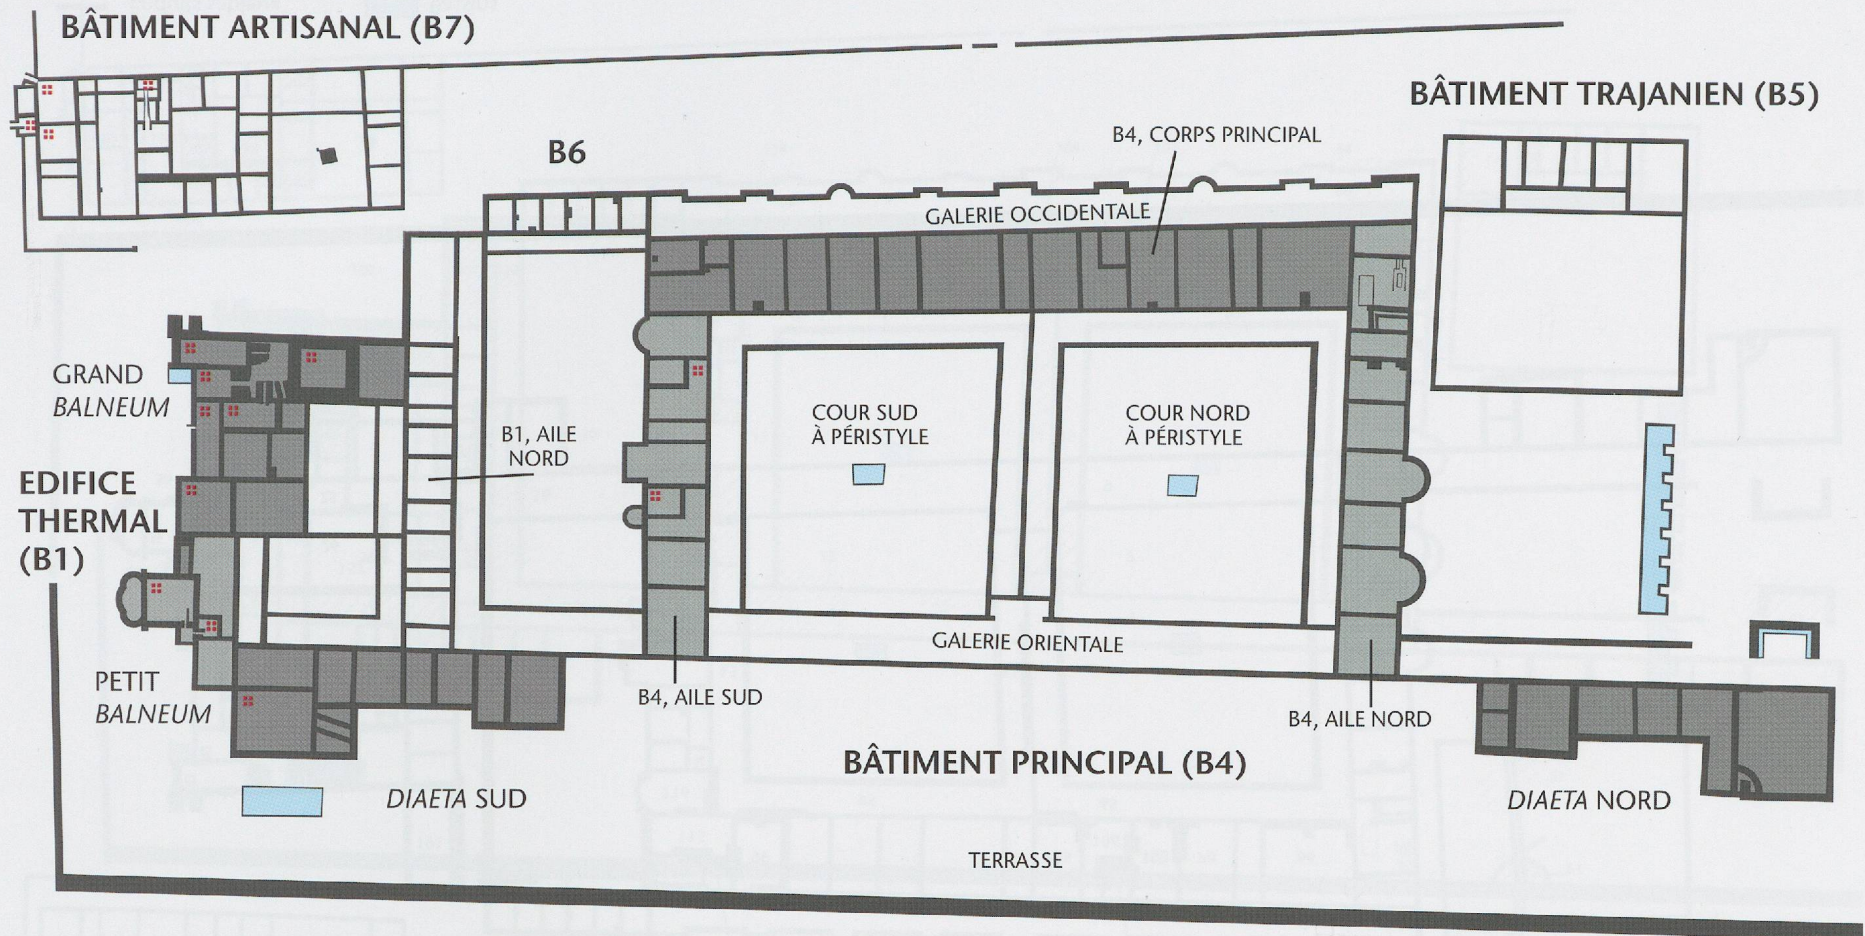 BÂTIMENT ARTISANAL (B7)
BÂTIMENT TRAJANIEN (B5)
B6
B4, CORPS PRINCIPAL
GALERIE OCCIDENTALE
GRAND
BALNEUM
B1, AILE
NORD
COUR SUD
À PÉRISTYLE
COUR NORD
À PÉRISTYLE
EDIFICE
THERMAL
(B1)
GALERIE ORIENTALE
PETIT
BALNEUM
B4, AILE SUD
B4, AILE NORD
BÂTIMENT PRINCIPAL (B4)
DIAETA SUD
DIAETA NORD
TERRASSE